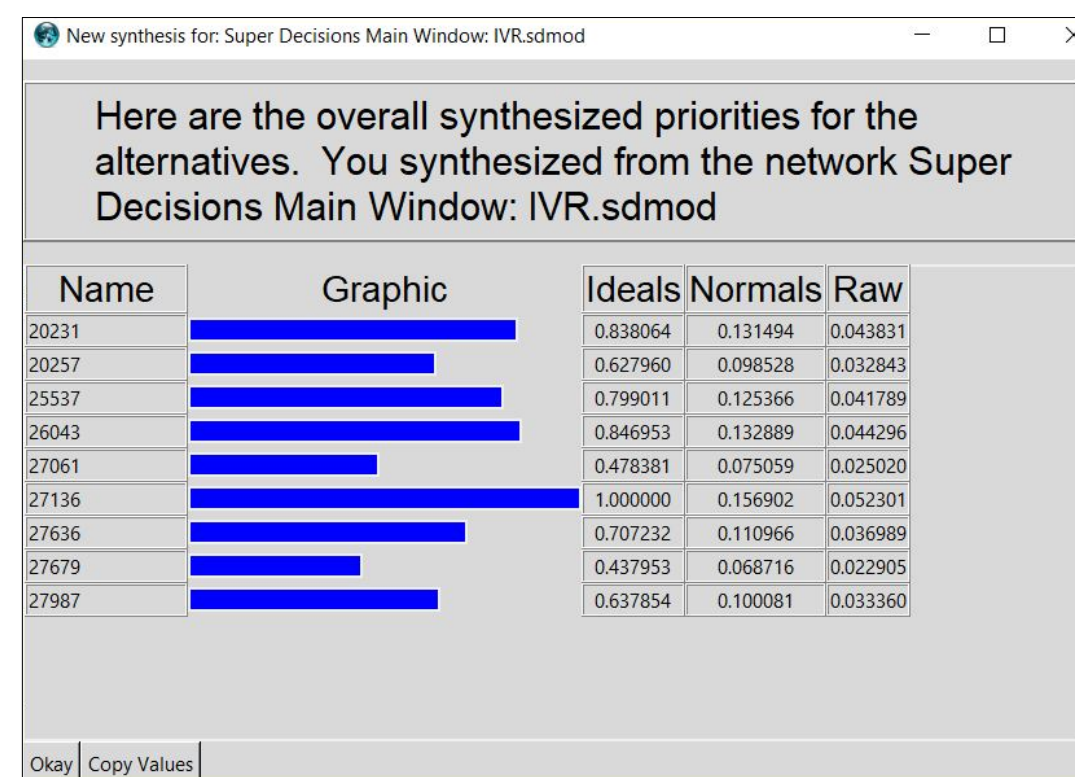 New synthesis for: Super Decisions Main Window: IVR.sdmod
Here are the overall synthesized priorities for the
alternatives. You synthesized from the network Super
Decisions Main Window: IVR.sdmod
Name Graphic Ideals Normals Raw
20231 0.838064 0.131494 0.043831
20257 0.627960 0.098528 0.032843
25537 0.799011 0.125366 0.041789
26043 0.846953 0.132889 0.044296
27061 0.478381 0.075059 0.025020
27136 1.000000 0.156902 0.052301
27636 0.707232 0.110966 0.036989
27679 0.437953 0.068716 0.022905
27987 0.637854 0.100081 0.033360
Okay Copy Values